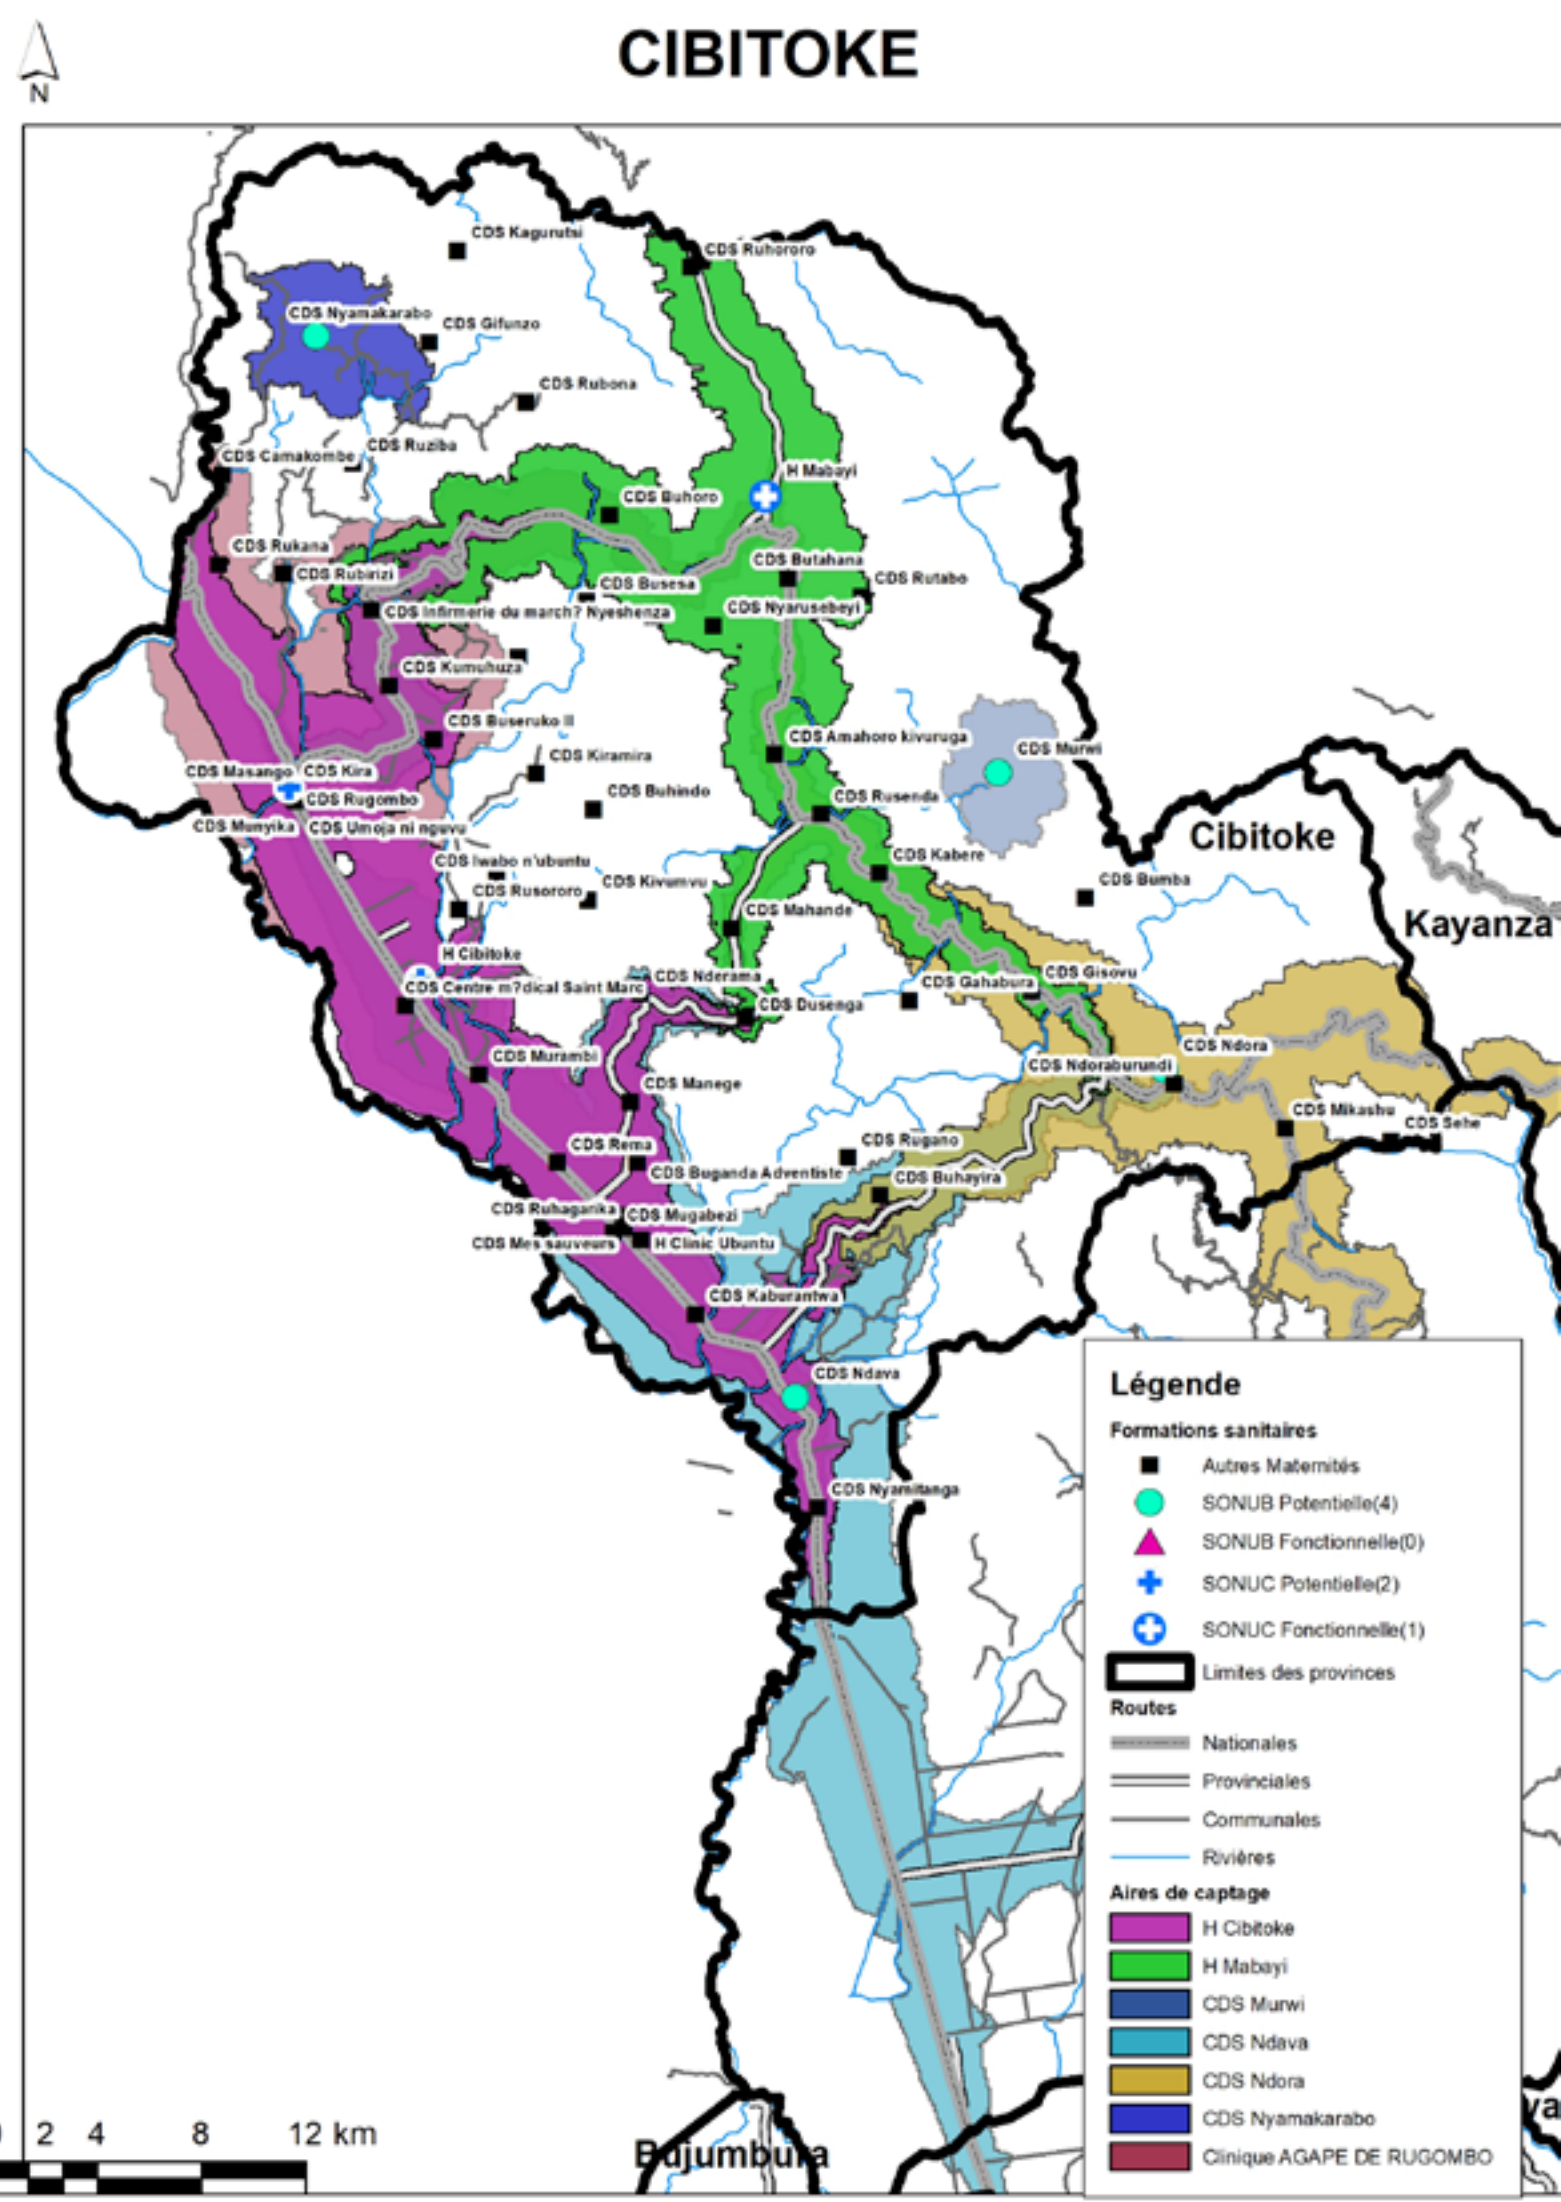 CIBITOKE
N
CDS Kagurutsi
CDS Ruhororo
CDS Nyamakarabo
CDS Gifunzo
CDS Rubona
CDS Ruziba
CDS Camakombe
H Mabayi
CDS Buhoro
CDS Rukana
CDS Butahana
CDS Rubirizi
CDS Busesa
CDS Rutabo
CDS Infirmerie du march? Nyeshenza
CDS Nyarusebeyi
CDS Kumuhuza
CDS Buseruko II
CDS Amahoro kivuruga
CDS Murwi
CDS Kiramira
CDS Masango
CDS Kira
CDS Buhindo
CDS Rugombo
CDS Rusenda
CDS Munyika
CDS Umoja ni nguvu
Cibitoke
CDS Iwabo n'ubuntu
CDS Kabere
CDS Rusororo
CDS Kivumvu
CDS Bumba
CDS Mahande
Kayanza
H Cibitoke
CDS Nderama
CDS Gisovu
CDS Centre m?dical Saint Marc
CDS Gahabura
CDS Dusenga
CDS Murambi
CDS Ndora
CDS Ndoraburundi
CDS Manege
CDS Mikashu
CDS Sehe
CDS Rema
CDS Rugano
CDS Buganda Adventiste
CDS Buhayira
CDS Ruhagarika
CDS Mugabezi
CDS Mes sauveurs
H Clinic Ubuntu
CDS Kaburantwa
CDS Ndava
CDS Nyamitanga
Légende
Formations sanitaires
Autres Maternités
SONUB Potentielle(4)
SONUB Fonctionnelle(0)
SONUC Potentielle(2)
SONUC Fonctionnelle(1)
Limites des provinces
Routes
Nationales
Provinciales
Communales
Rivières
Aires de captage
H Cibitoke
H Mabayi
CDS Murwi
CDS Ndava
CDS Ndora
CDS Nyamakarabo
Clinique AGAPE DE RUGOMBO
2 4 8 12 km
Bujumbura